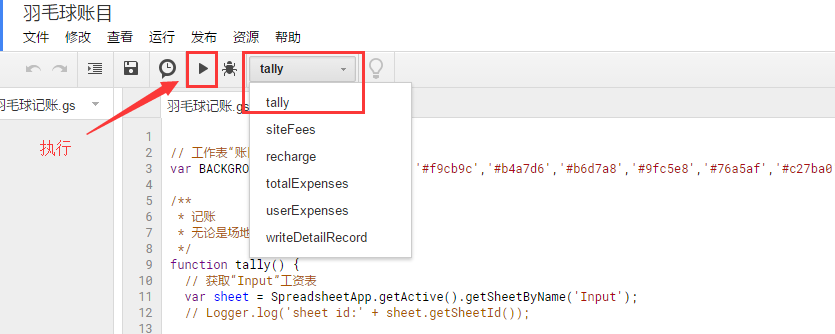 羽毛球账目
文件 修改 查看 运行 发布 资源 帮助
tally
羽毛球记账.gs
羽毛球记账.gs
tally
siteFees
recharge
totalExpenses
userExpenses
writeDetailRecord
执行
1
2 // 工作表“账
3 var BACKGRO '#f9cb9c','#b4a7d6','#b6d7a8','#9fc5e8','#76a5af','#c27ba0
4
5 /**
6 * 记账
7 * 无论是场地
8 */
9 function tally() {
10 // 获取“Input”工资表
11 var sheet = SpreadsheetApp.getActive().getSheetByName('Input');
12 // Logger.log('sheet id:' + sheet.getSheetId());
13